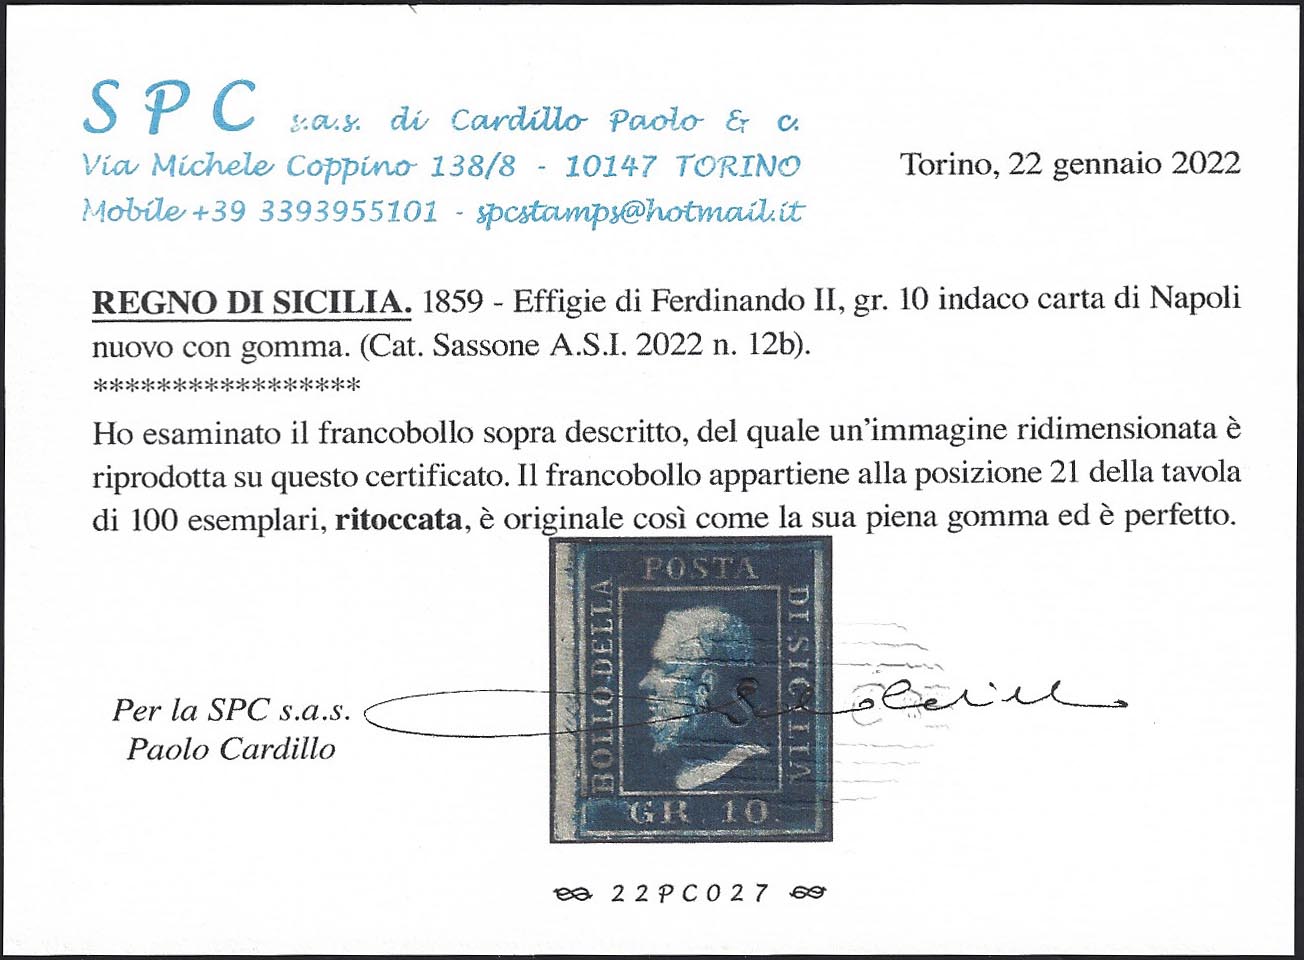 S P C s.a.s. di Cardillo Paolo & c.
Via Michele Coppino 138/8 - 10147 TORINO
Mobile +39 3393955101 - spcstamps@hotmail.it
Torino, 22 gennaio 2022
REGNO DI SICILIA. 1859 - Effigie di Ferdinando II, gr. 10 indaco carta di Napoli
nuovo con gomma. (Cat. Sassone A.S.I. 2022 n. 12b).
*****************
Ho esaminato il francobollo sopra descritto, del quale un'immagine ridimensionata è
riprodotta su questo certificato. Il francobollo appartiene alla posizione 21 della tavola
di 100 esemplari, ritoccata, è originale così come la sua piena gomma ed è perfetto.
BOLLO DELLA
POSTA
DI SICILIA
GR. 10.
Per la SPC s.a.s.
Paolo Cardillo
22PC027